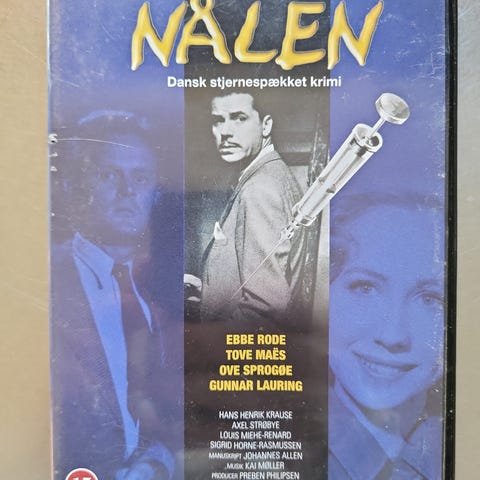 NÅLEN
Dansk stjernespækket krimi
EBBE RODE
TOVE MAËS
OVE SPROGØE
GUNNAR LAURING
HANS HENRIK KRAUSE
AXEL STRØBYE
LOUIS MIEHE-RENARD
SIGRID HORNE-RASMUSSEN
MANUSKRIPT JOHANNES ALLEN
MUSIK KAI MØLLER
PRODUCER PREBEN PHILIPSEN